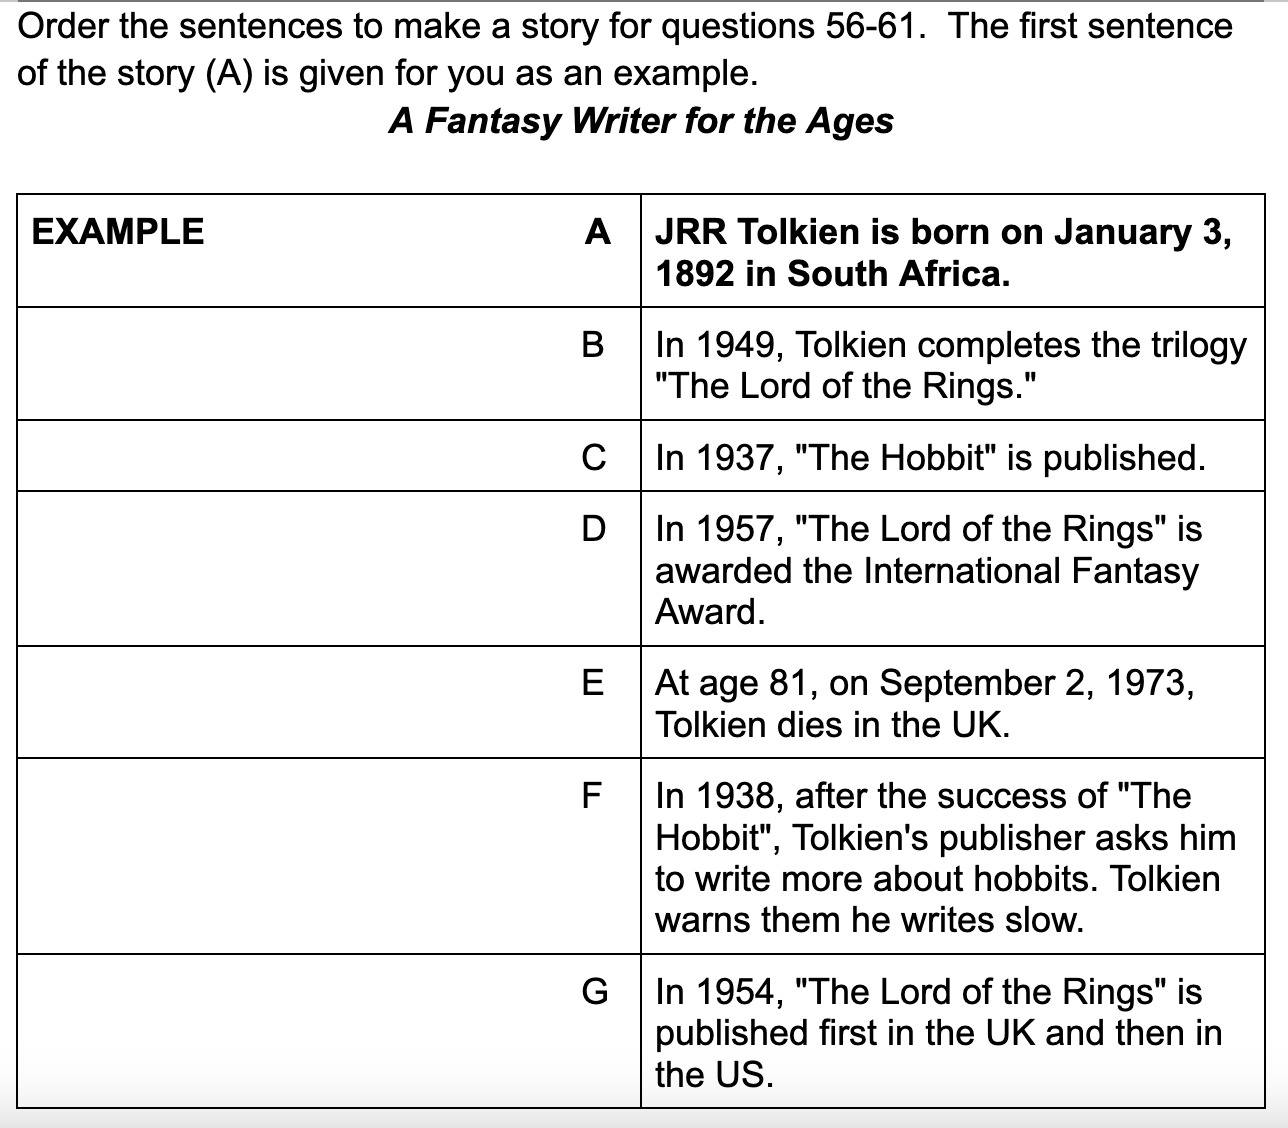 Order the sentences to make a story for questions 56-61.  The first sentence
of the story (A) is given for you as an example.
A Fantasy Writer for the Ages
EXAMPLE A JRR Tolkien is born on January 3,
1892 in South Africa.
B In 1949, Tolkien completes the trilogy
"The Lord of the Rings."
C In 1937, "The Hobbit" is published.
D In 1957, "The Lord of the Rings" is
awarded the International Fantasy
Award.
E At age 81, on September 2, 1973,
Tolkien dies in the UK.
F In 1938, after the success of "The
Hobbit", Tolkien's publisher asks him
to write more about hobbits. Tolkien
warns them he writes slow.
G In 1954, "The Lord of the Rings" is
published first in the UK and then in
the US.